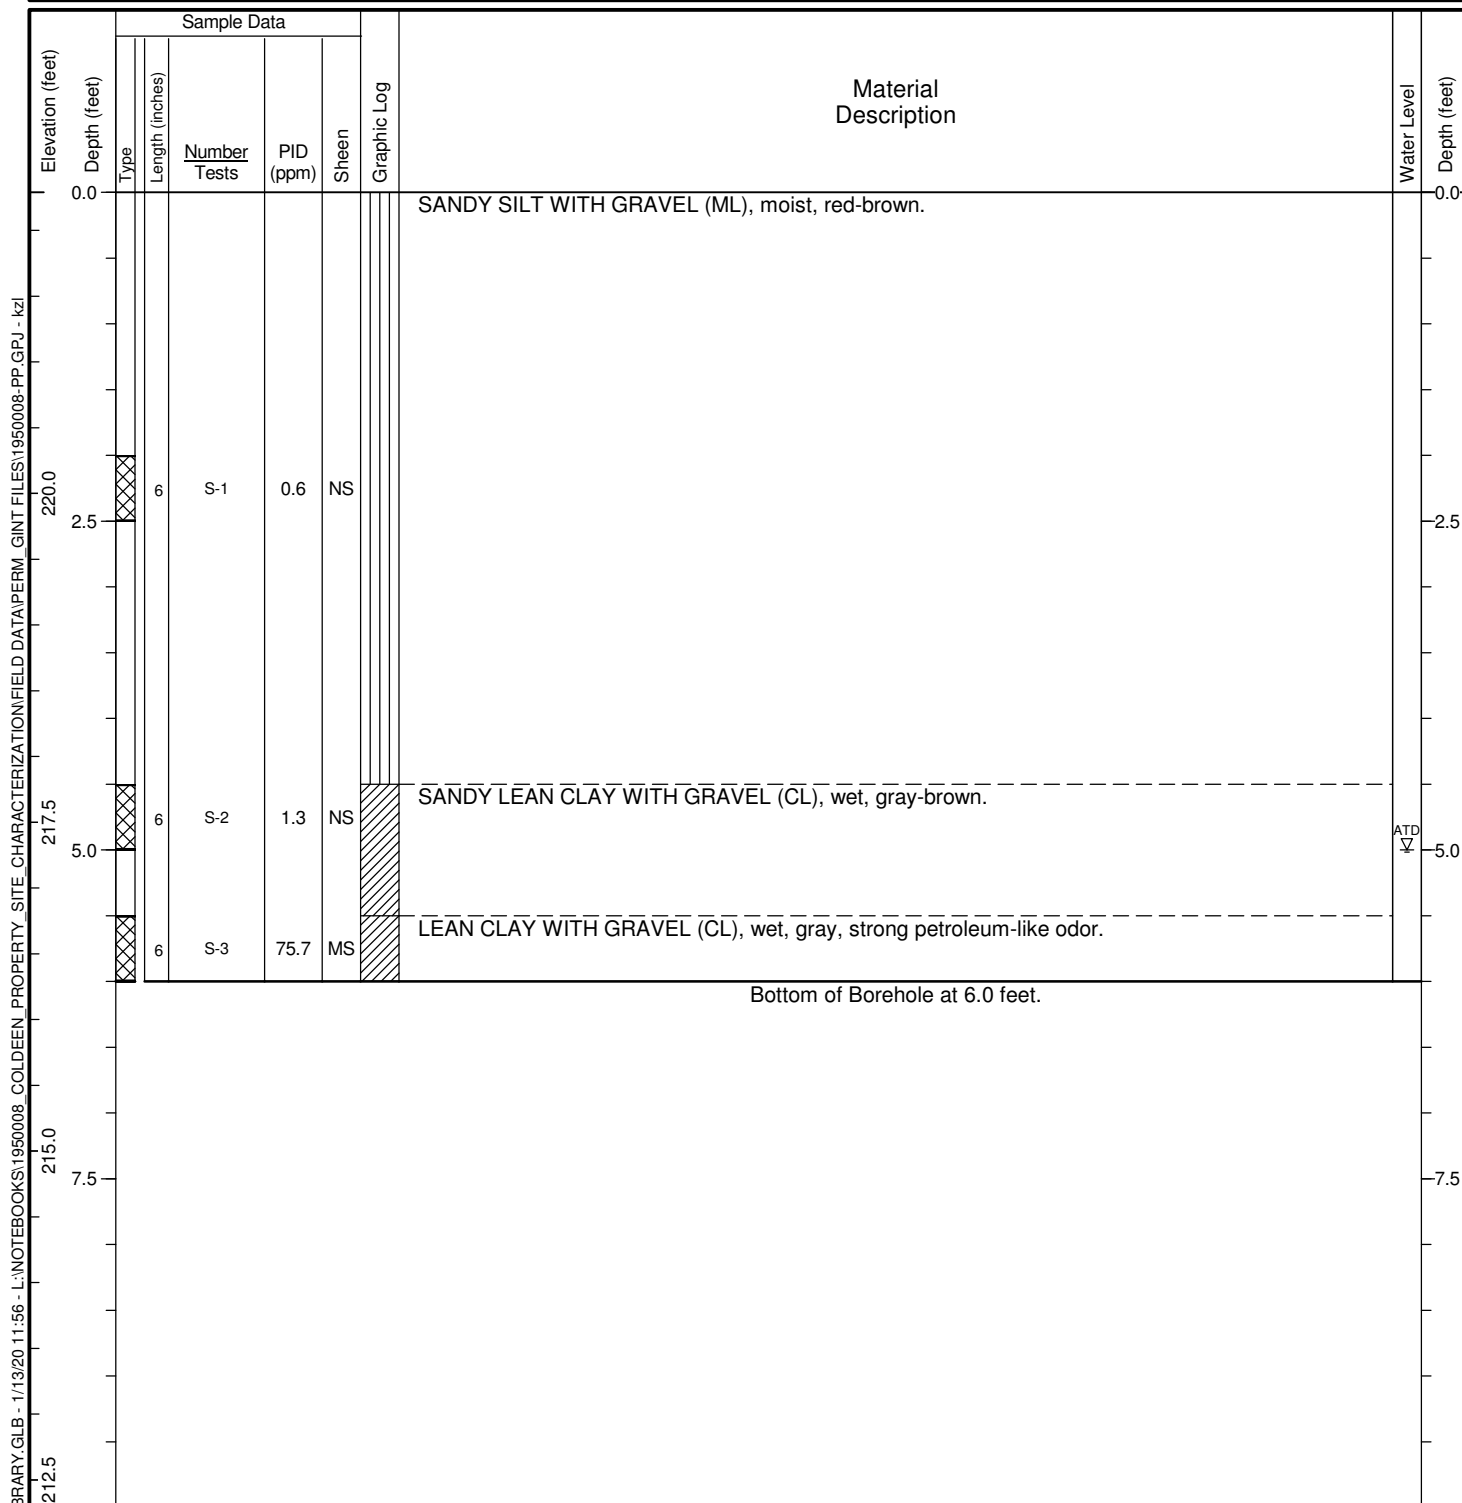 Sample Data
Elevation (feet)
Depth (feet)
Type
Length (inches)
Number
Tests
PID
(ppm)
Sheen
Graphic Log
Material
Description
Water Level
Depth (feet)
0.0
SANDY SILT WITH GRAVEL (ML), moist, red-brown.
0.0
220.0
6
S-1
0.6
NS
2.5
2.5
SANDY LEAN CLAY WITH GRAVEL (CL), wet, gray-brown.
217.5
6
S-2
1.3
NS
ATD
5.0
5.0
LEAN CLAY WITH GRAVEL (CL), wet, gray, strong petroleum-like odor.
6
S-3
75.7
MS
Bottom of Borehole at 6.0 feet.
215.0
7.5
7.5
212.5
BRARY.GLB - 1/13/20 11:56 - L:\NOTEBOOKS\1950008_COLDEEN_PROPERTY_SITE_CHARACTERIZATION\FIELD DATA\PERM_GINT FILES\1950008-PP.GPJ - kzl